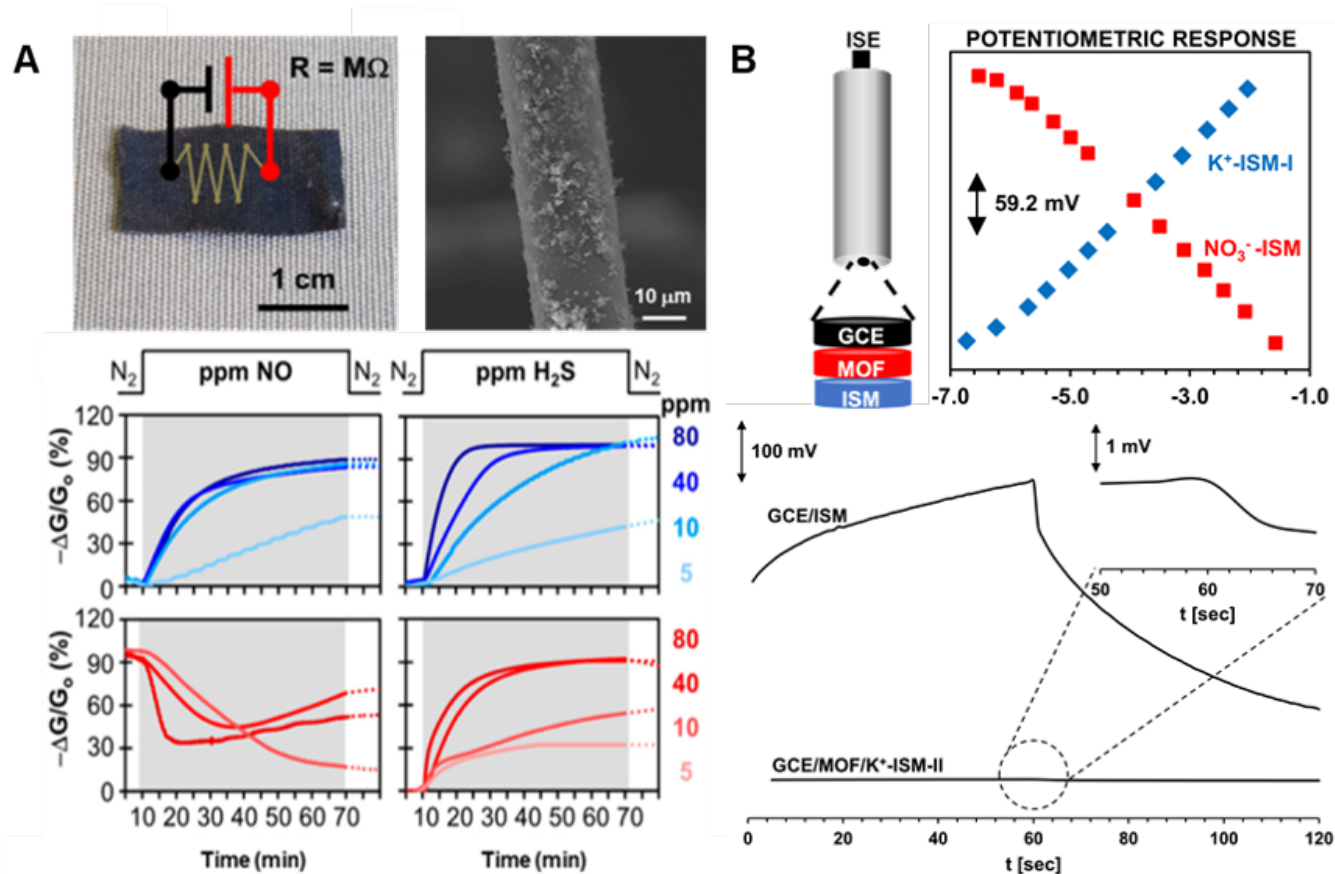 A
R = MΩ
1 cm
10 μm
N₂
ppm NO
N₂
N₂
ppm H₂S
N₂
ppm
−ΔG/Gₒ (%)
120
90
60
30
0
80
40
10
5
−ΔG/Gₒ (%)
120
90
60
30
0
80
40
10
5
10 20 30 40 50 60 70
10 20 30 40 50 60 70
Time (min)
Time (min)
B
ISE
GCE
MOF
ISM
POTENTIOMETRIC RESPONSE
K⁺-ISM-I
59.2 mV
NO₃⁻-ISM
-7.0 -5.0 -3.0 -1.0
100 mV
1 mV
GCE/ISM
50 60 70
t [sec]
GCE/MOF/K⁺-ISM-II
0 20 40 60 80 100 120
t [sec]